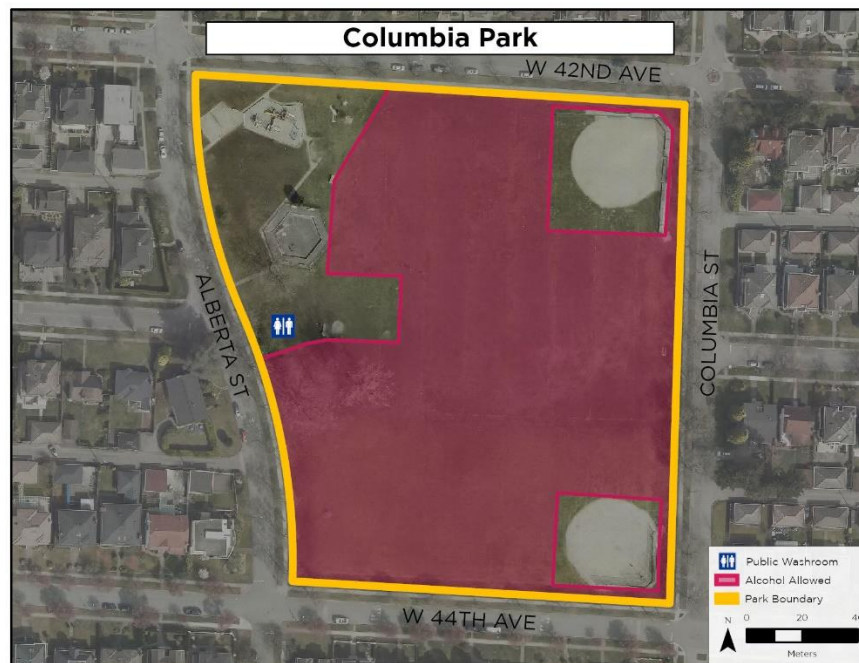 Columbia Park
W 42ND AVE
ALBERTA ST
COLUMBIA ST
W 44TH AVE
Public Washroom
Alcohol Allowed
Park Boundary
N
0 20 40
Meters